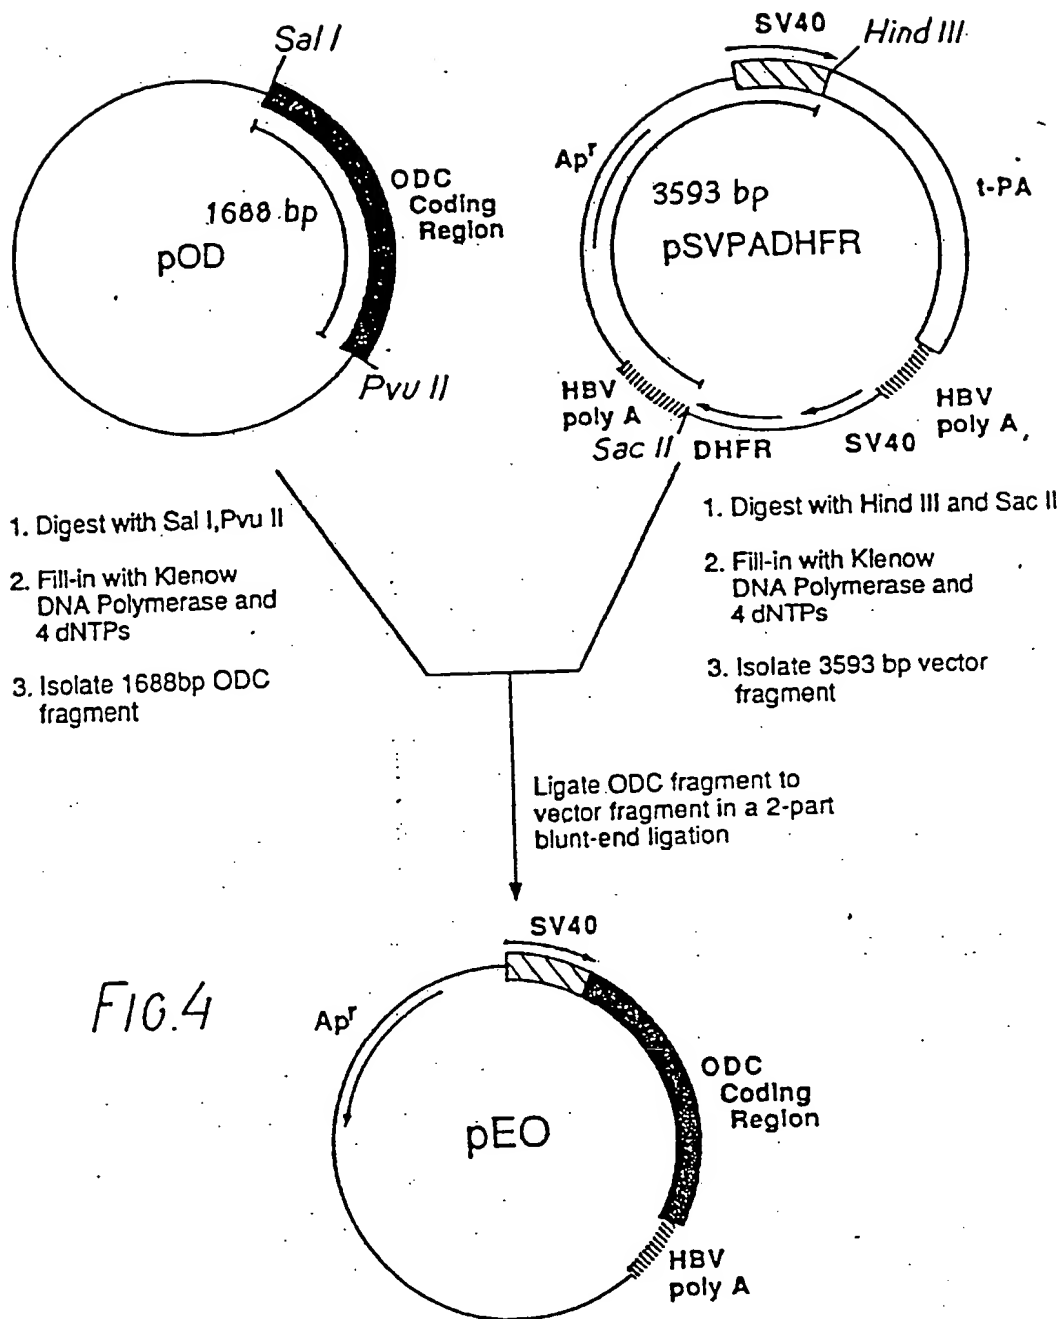 Sal I
ODC
Coding
Region
1688 bp
pOD
Pvu II
SV40
Hind III
Ap^r
t-PA
3593 bp
pSVPADHFR
HBV
poly A
Sac II
DHFR
SV40
HBV
poly A
1. Digest with Sal I,Pvu II
2. Fill-in with Klenow
DNA Polymerase and
4 dNTPs
3. Isolate 1688bp ODC
fragment
1. Digest with Hind III and Sac II
2. Fill-in with Klenow
DNA Polymerase and
4 dNTPs
3. Isolate 3593 bp vector
fragment
Ligate ODC fragment to
vector fragment in a 2-part
blunt-end ligation
FIG.4
SV40
Ap^r
ODC
Coding
Region
pEO
HBV
poly A